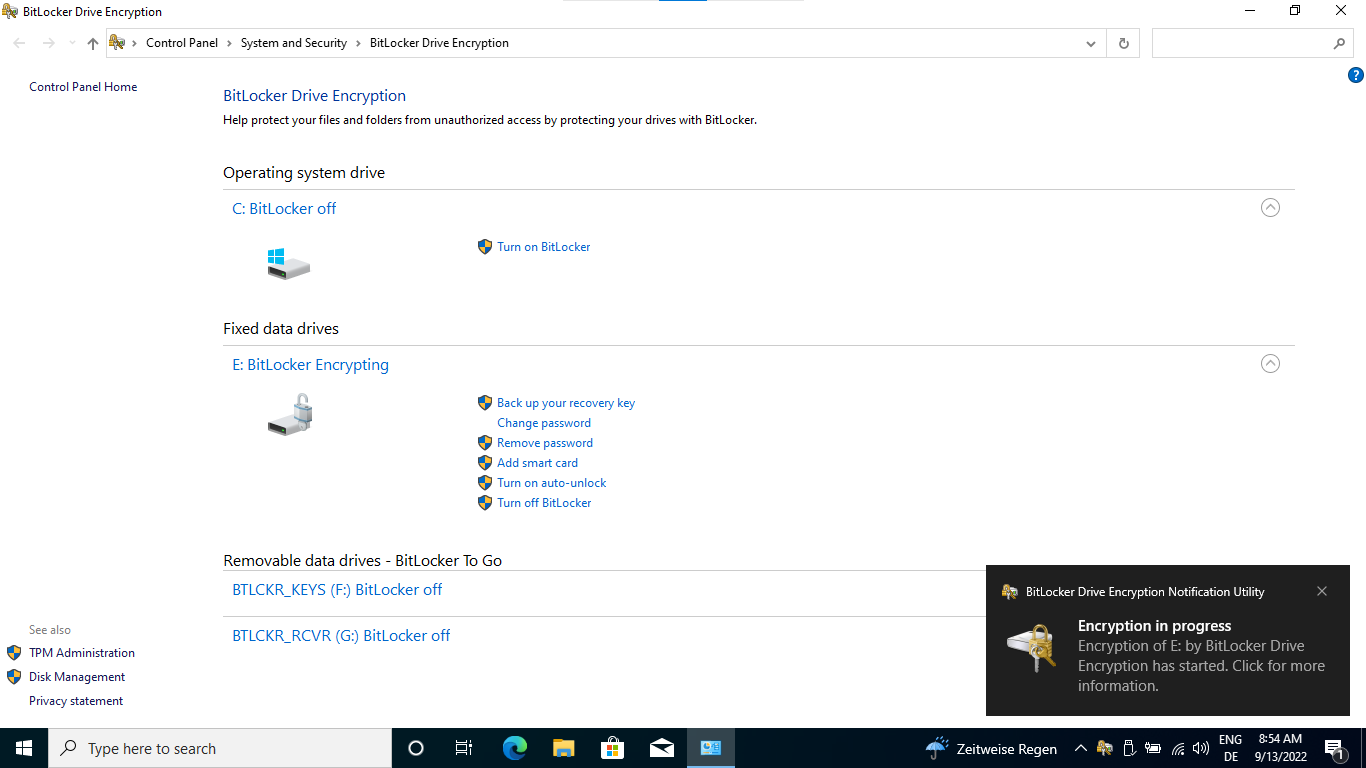 BitLocker Drive Encryption
Control Panel > System and Security > BitLocker Drive Encryption
?
Control Panel Home
BitLocker Drive Encryption
Help protect your files and folders from unauthorized access by protecting your drives with BitLocker.
Operating system drive
C: BitLocker off
Turn on BitLocker
Fixed data drives
E: BitLocker Encrypting
Back up your recovery key
Change password
Remove password
Add smart card
Turn on auto-unlock
Turn off BitLocker
Removable data drives - BitLocker To Go
BTLCKR_KEYS (F:) BitLocker off
BTLCKR_RCVR (G:) BitLocker off
See also
TPM Administration
Disk Management
Privacy statement
BitLocker Drive Encryption Notification Utility
Encryption in progress
Encryption of E: by BitLocker Drive
Encryption has started. Click for more
information.
Type here to search
Zeitweise Regen
ENG
DE
8:54 AM
9/13/2022
1